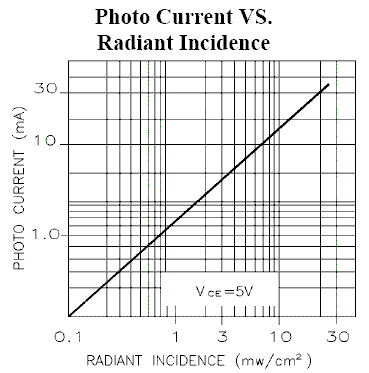 Photo Current VS.
Radiant Incidence
PHOTO CURRENT (mA)
30
10
1.0
VCE=5V
0.1 1 3 10 30
RADIANT INCIDENCE (mw/cm²)